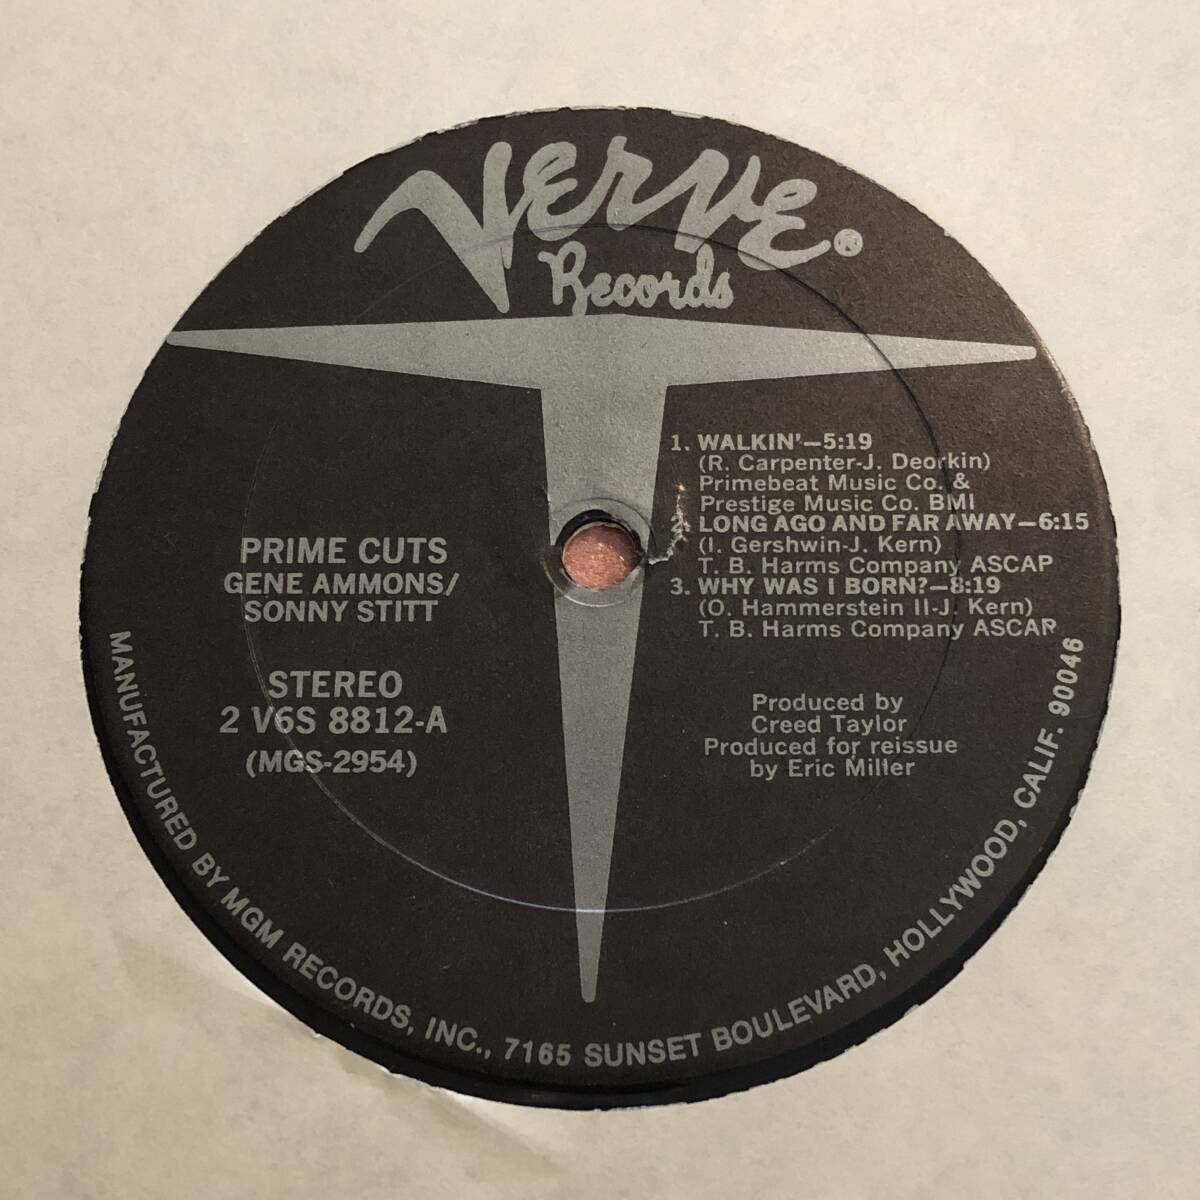 Verve®
Records
1. WALKIN'—5:19
(R. Carpenter-J. Deorkin)
Primebeat Music Co. &
Prestige Music Co. BMI
2. LONG AGO AND FAR AWAY—6:15
(I. Gershwin-J. Kern)
T. B. Harms Company ASCAP
3. WHY WAS I BORN?—8:19
(O. Hammerstein II-J. Kern)
T. B. Harms Company ASCAP
PRIME CUTS
GENE AMMONS/
SONNY STITT
STEREO
2 V6S 8812-A
(MGS-2954)
Produced by
Creed Taylor
Produced for reissue
by Eric Miller
MANUFACTURED BY MGM RECORDS, INC., 7165 SUNSET BOULEVARD, HOLLYWOOD, CALIF. 90046